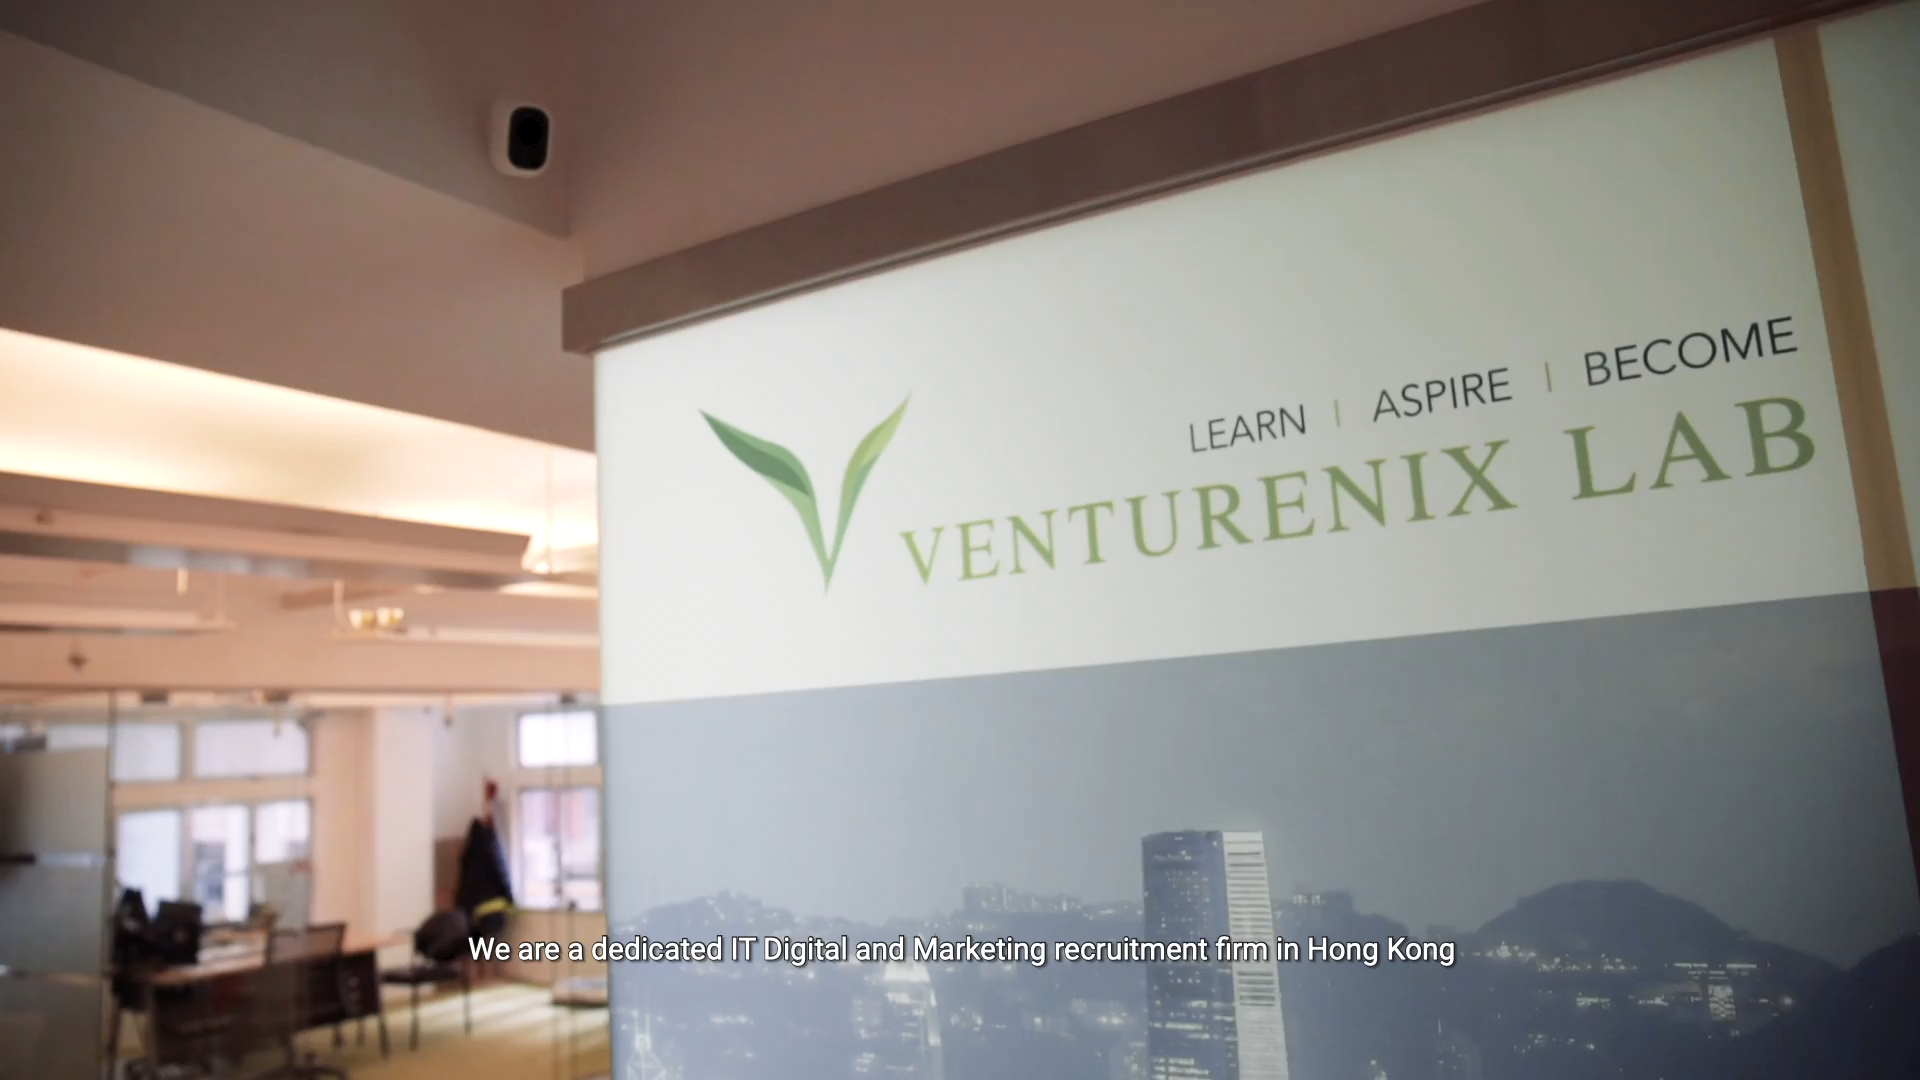 LEARN | ASPIRE | BECOME
VENTURENIX LAB
We are a dedicated IT Digital and Marketing recruitment firm in Hong Kong